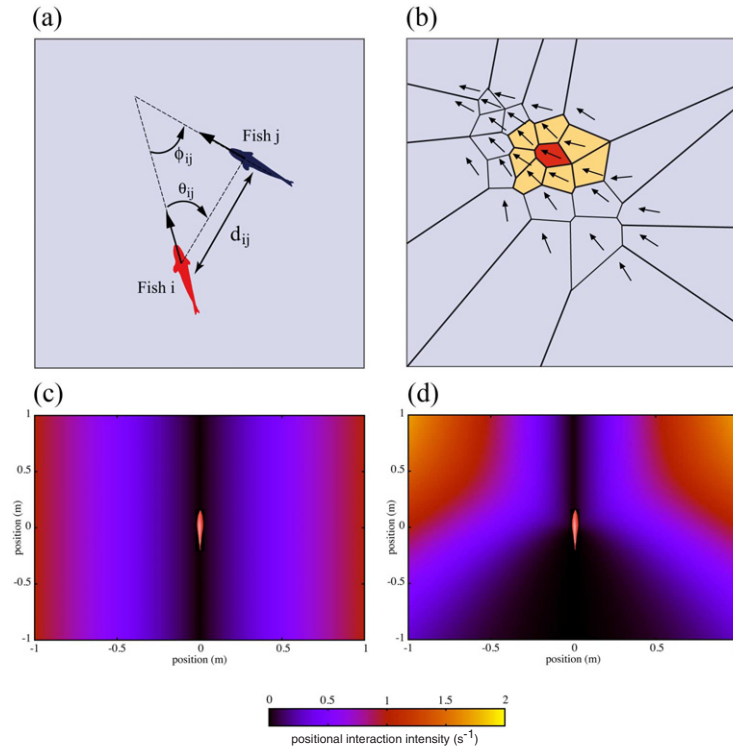 (a)
(b)
Fish j
ϕij
θij
dij
Fish i
(c)
(d)
1
0.5
0
-0.5
-1
position (m)
-1
-0.5
0
0.5
1
position (m)
1
0.5
0
-0.5
-1
position (m)
-1
-0.5
0
0.5
position (m)
0
0.5
1
1.5
2
positional interaction intensity (s-1)